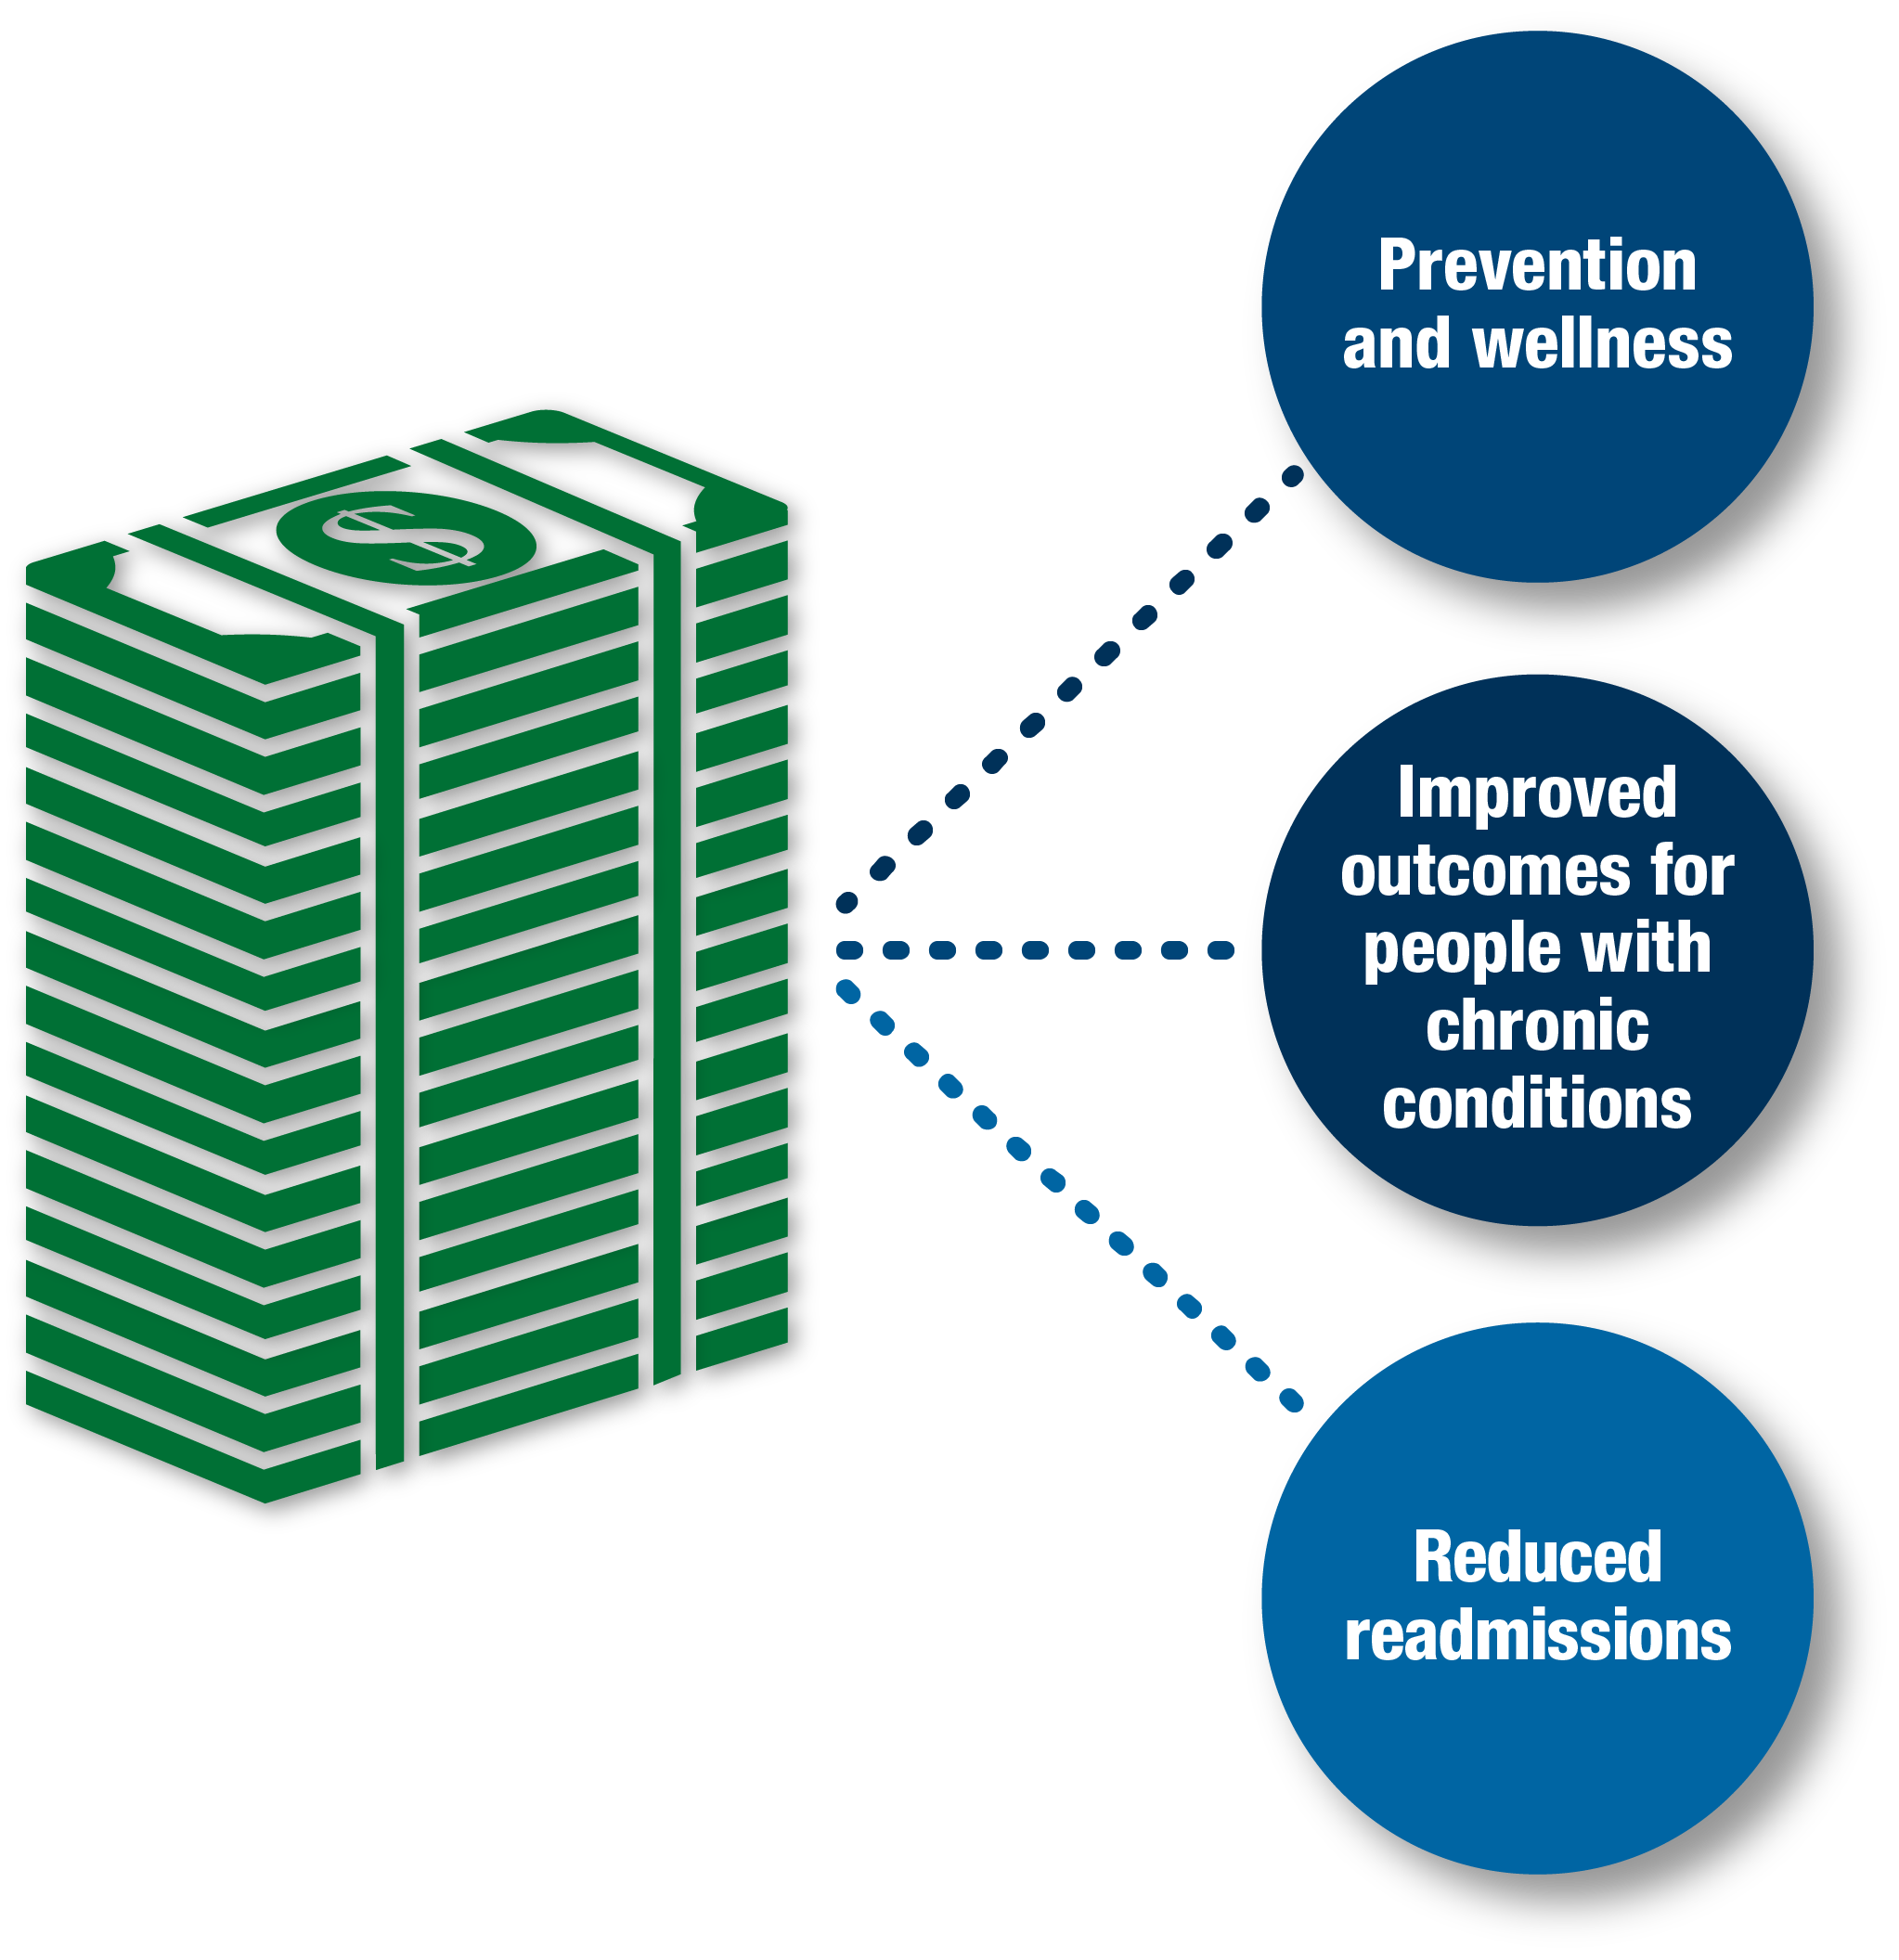 $
Prevention
and wellness
Improved
outcomes for
people with
chronic
conditions
Reduced
readmissions